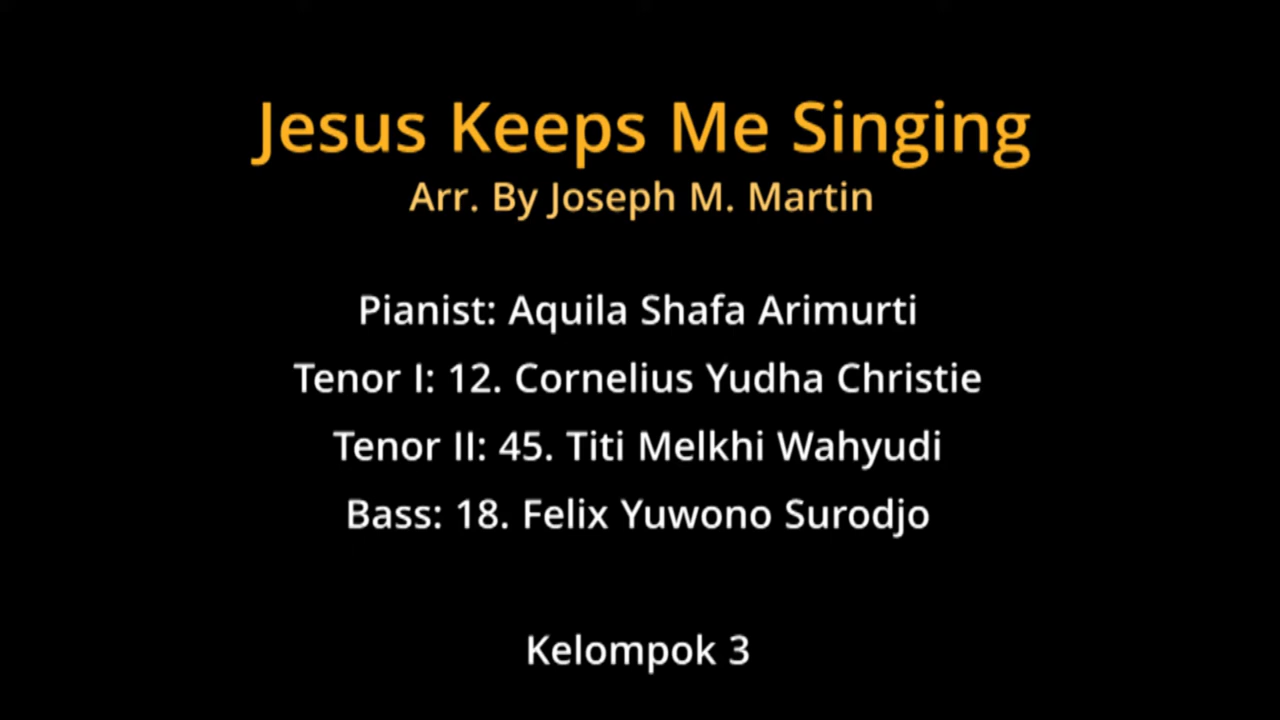 Jesus Keeps Me Singing
Arr. By Joseph M. Martin
Pianist: Aquila Shafa Arimurti
Tenor I: 12. Cornelius Yudha Christie
Tenor II: 45. Titi Melkhi Wahyudi
Bass: 18. Felix Yuwono Surodjo
Kelompok 3